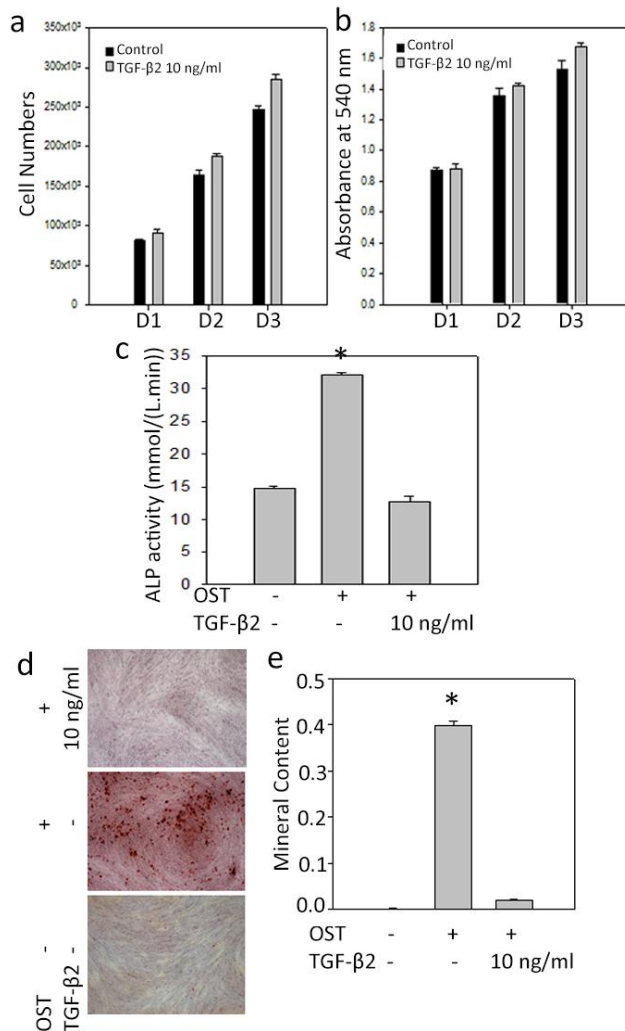 a
Control
TGF-β2 10 ng/ml
Cell Numbers
350x10³
300x10³
250x10³
200x10³
150x10³
100x10³
50x10³
0
D1 D2 D3
b
Control
TGF-β2 10 ng/ml
Absorbance at 540 nm
1.8
1.6
1.4
1.2
1.0
0.8
0.6
0.4
0.2
0.0
D1 D2 D3
c
*
ALP activity (mmol/(L.min))
35
30
25
20
15
10
5
0
OST - + +
TGF-β2 - - 10 ng/ml
d
+ 10 ng/ml
+ -
- -
OST TGF-β2
e
*
Mineral Content
0.5
0.4
0.3
0.2
0.1
0.0
OST - + +
TGF-β2 - - 10 ng/ml